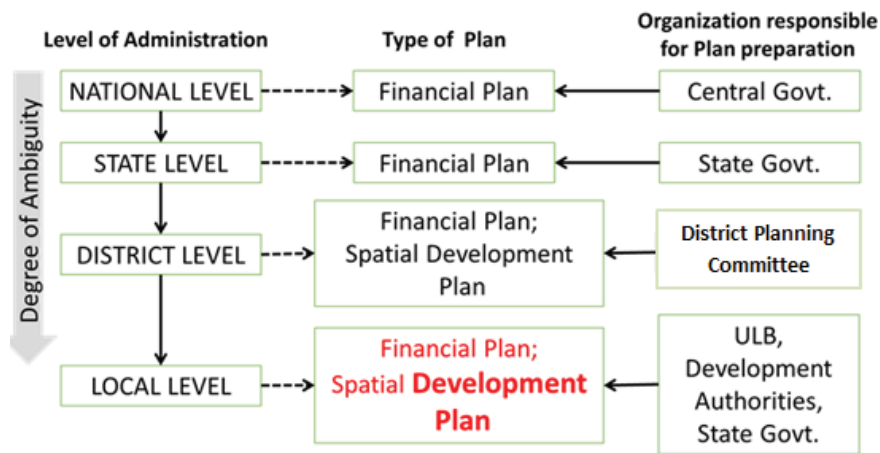 Level of Administration
Type of Plan
Organization responsible
for Plan preparation
Degree of Ambiguity
NATIONAL LEVEL
Financial Plan
Central Govt.
STATE LEVEL
Financial Plan
State Govt.
DISTRICT LEVEL
Financial Plan;
Spatial Development
Plan
District Planning
Committee
LOCAL LEVEL
Financial Plan;
Spatial Development
Plan
ULB,
Development
Authorities,
State Govt.